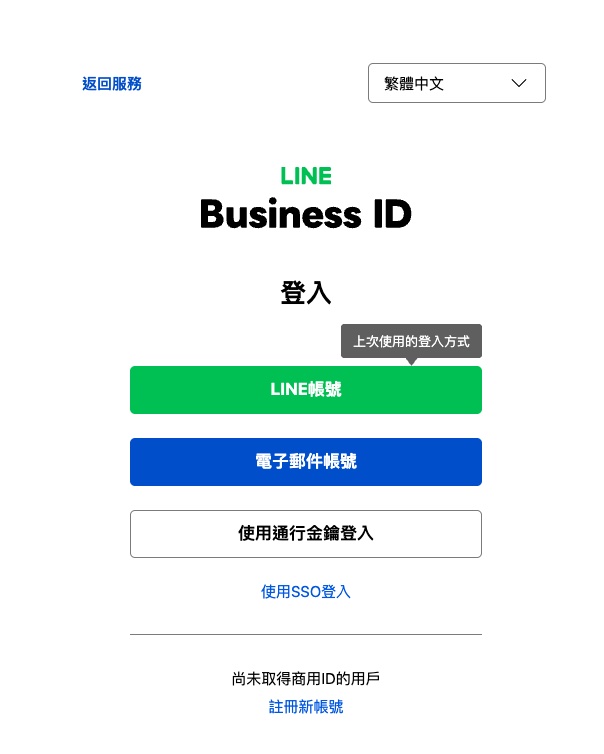 返回服務
繁體中文
LINE
Business ID
登入
上次使用的登入方式
LINE帳號
電子郵件帳號
使用通行金鑰登入
使用SSO登入
尚未取得商用ID的用戶
註冊新帳號